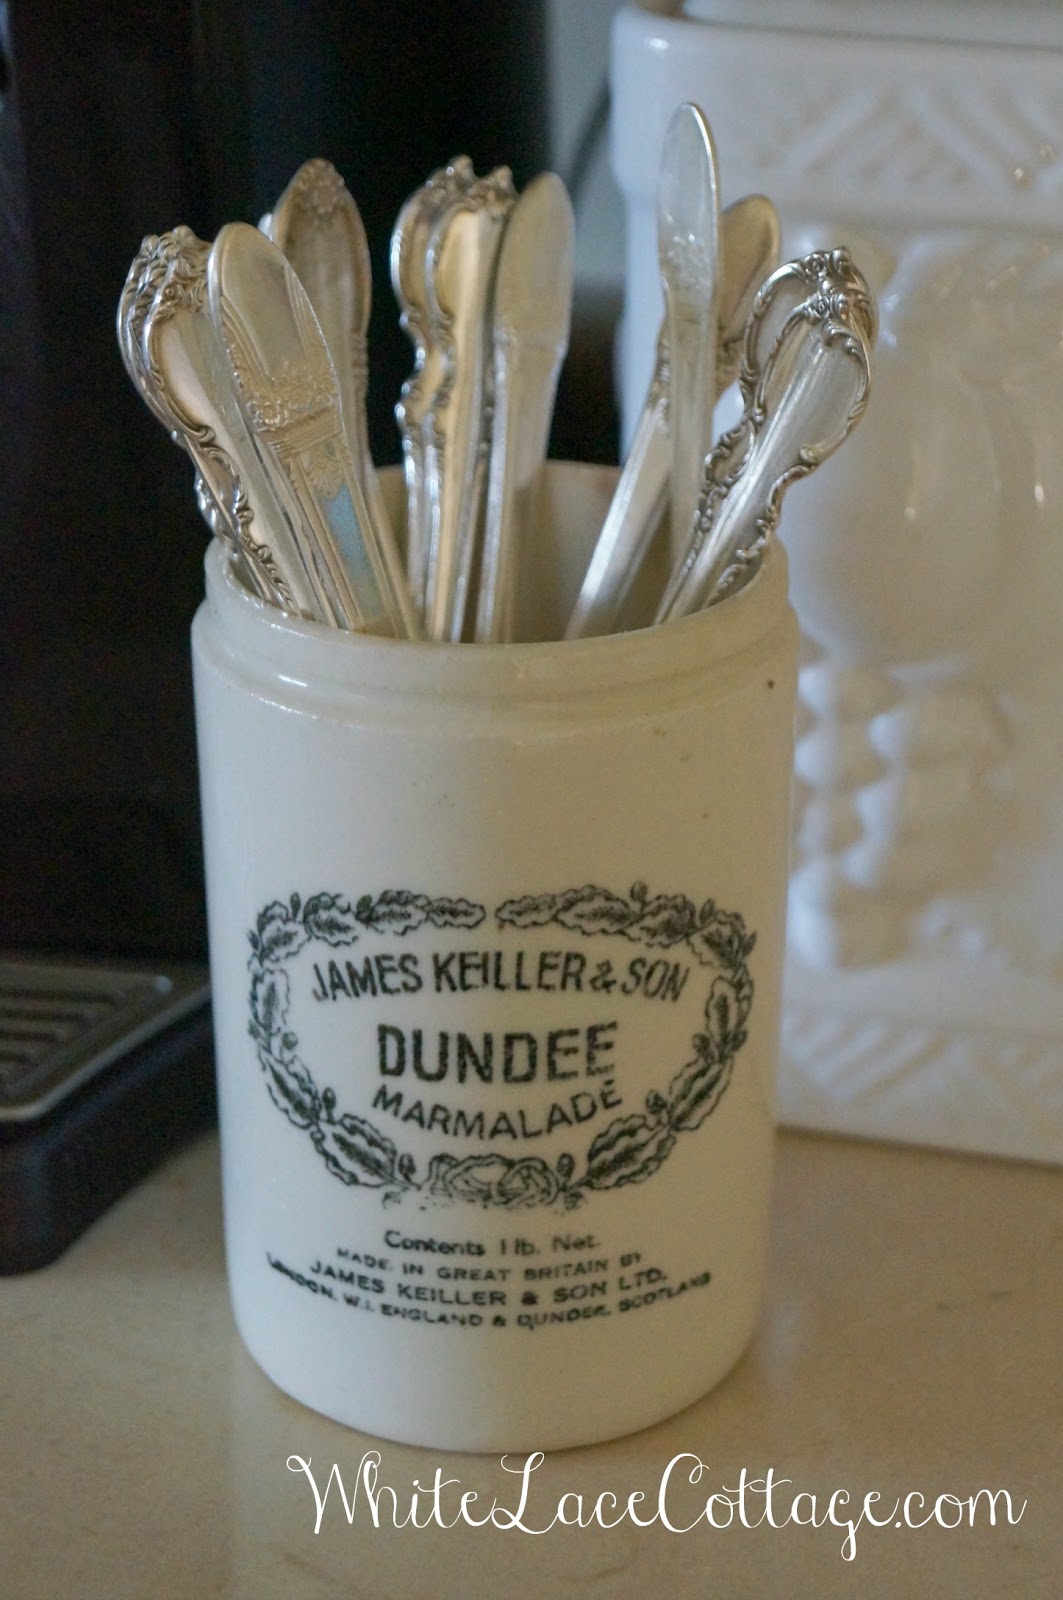 JAMES KEILLER & SON
DUNDEE
MARMALADE
Contents 1 lb. Net.
MADE IN GREAT BRITAIN BY
JAMES KEILLER & SON LTD.
LONDON, W.1. ENGLAND & DUNDEE, SCOTLAND
WhiteLaceCottage.com